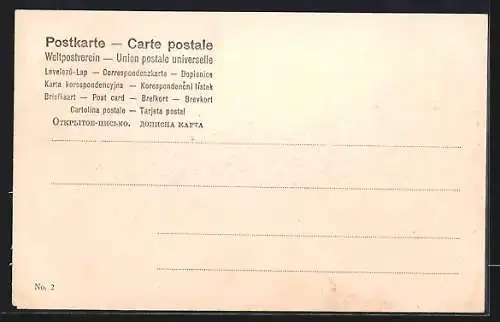 Postkarte — Carte postale
Weltpostverein — Union postale universelle
Levelező-Lap — Correspondenzkarte — Dopisnice
Karta korespondencyjna — Korespondenční lístek
Briefkaart — Post card — Brefkort — Brevkort
Cartolina postale — Tarjeta postal
Открытое-письмо. дописна карта
No. 2